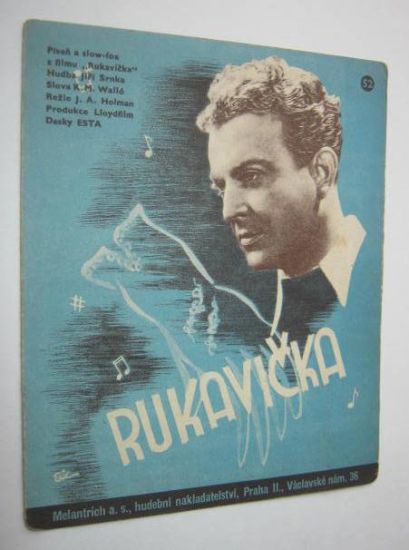 Píseň a slow-fox
z filmu „Rukavička"
Hudba Jiří Srnka
Slova K. M. Walló
Režie J. A. Holman
Produkce Lloydfilm
Desky ESTA
52
RUKAVIČKA
Melantrich a. s., hudební nakladatelství, Praha II., Václavské nám. 36